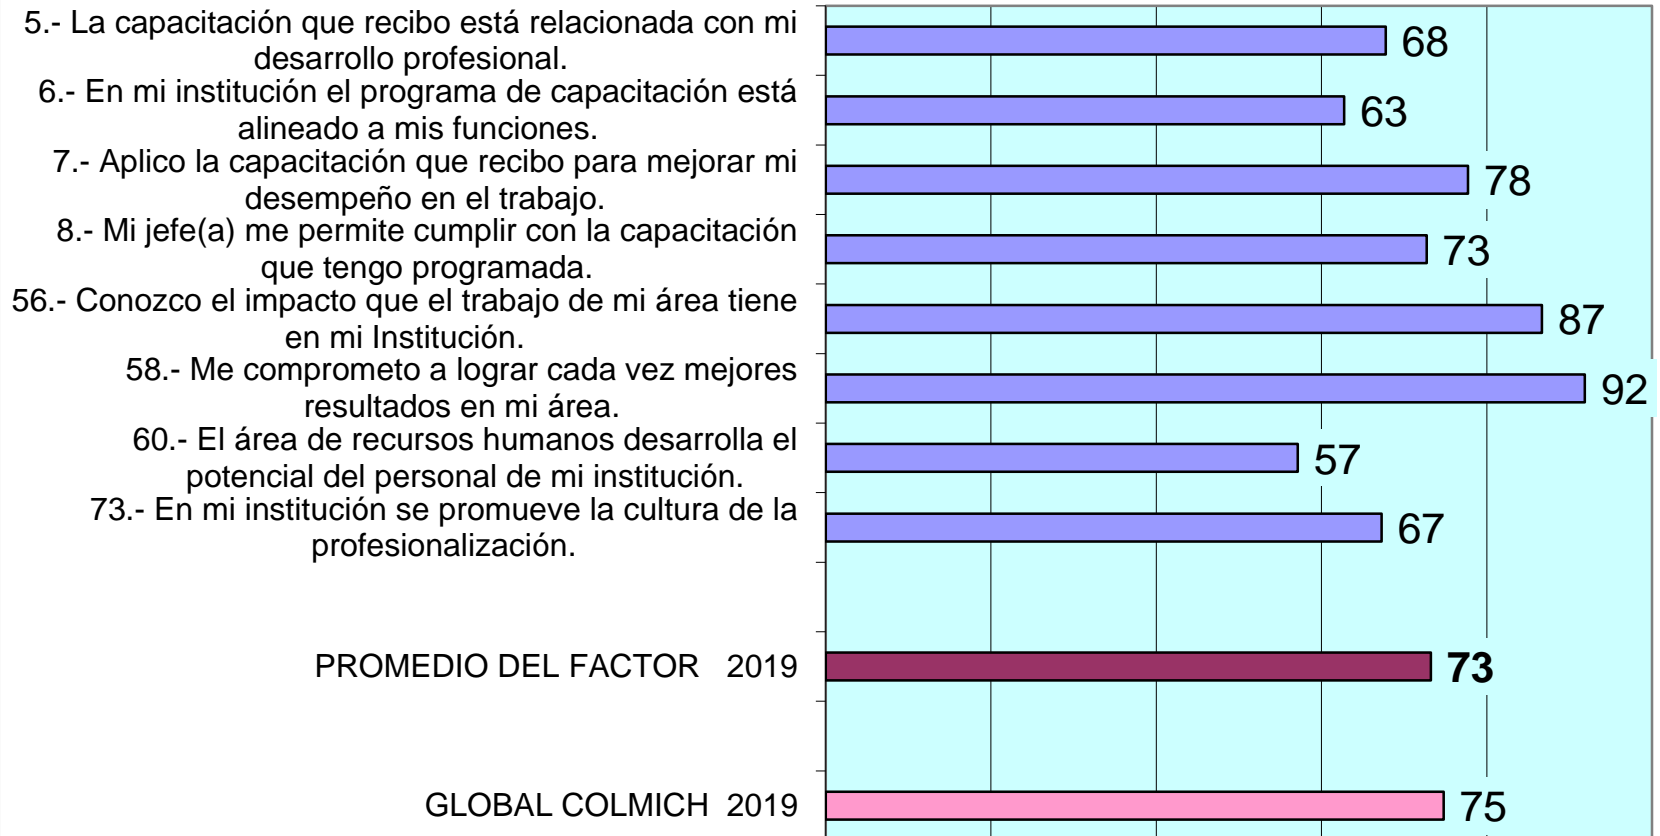 5.- La capacitación que recibo está relacionada con mi
desarrollo profesional.
68
6.- En mi institución el programa de capacitación está
alineado a mis funciones.
63
7.- Aplico la capacitación que recibo para mejorar mi
desempeño en el trabajo.
78
8.- Mi jefe(a) me permite cumplir con la capacitación
que tengo programada.
73
56.- Conozco el impacto que el trabajo de mi área tiene
en mi Institución.
87
58.- Me comprometo a lograr cada vez mejores
resultados en mi área.
92
60.- El área de recursos humanos desarrolla el
potencial del personal de mi institución.
57
73.- En mi institución se promueve la cultura de la
profesionalización.
67
PROMEDIO DEL FACTOR 2019
73
GLOBAL COLMICH 2019
75